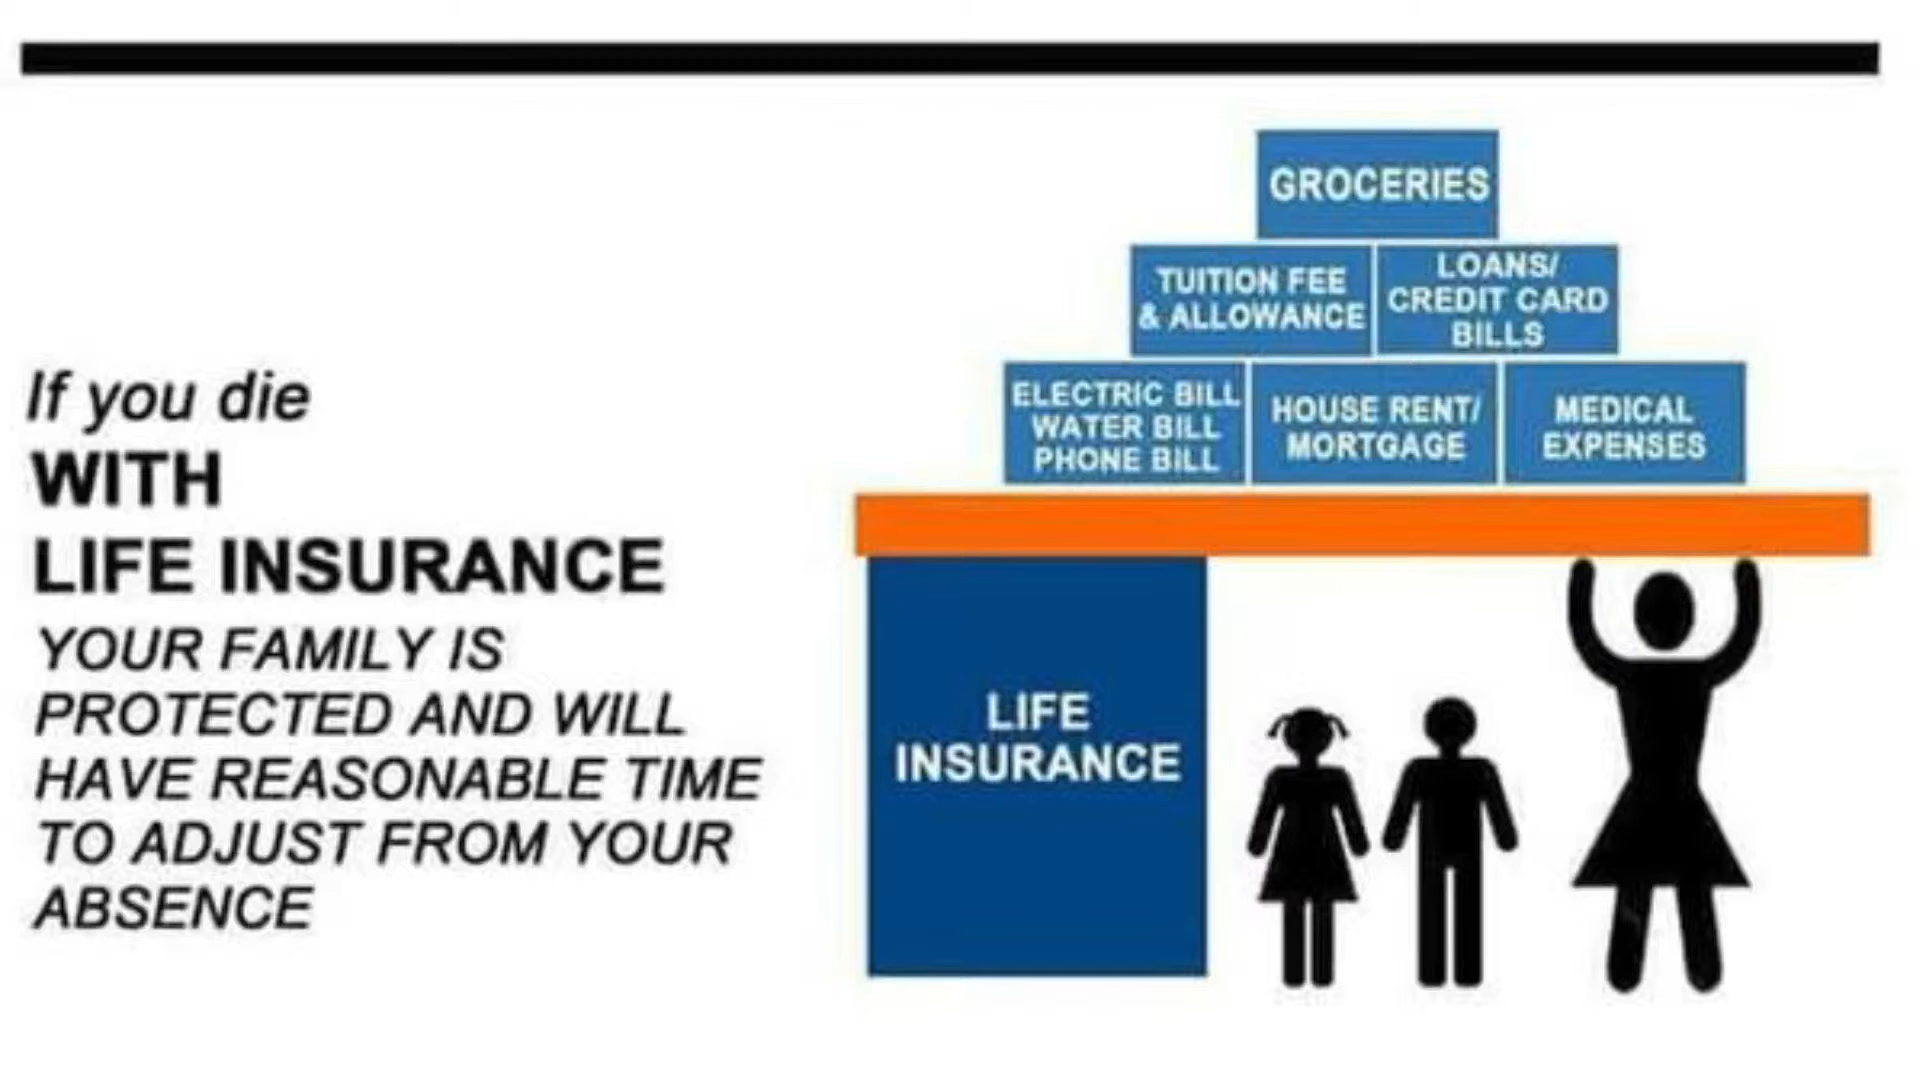 If you die
WITH
LIFE INSURANCE
YOUR FAMILY IS
PROTECTED AND WILL
HAVE REASONABLE TIME
TO ADJUST FROM YOUR
ABSENCE
GROCERIES
TUITION FEE
& ALLOWANCE
LOANS/
CREDIT CARD
BILLS
ELECTRIC BILL
WATER BILL
PHONE BILL
HOUSE RENT/
MORTGAGE
MEDICAL
EXPENSES
LIFE
INSURANCE